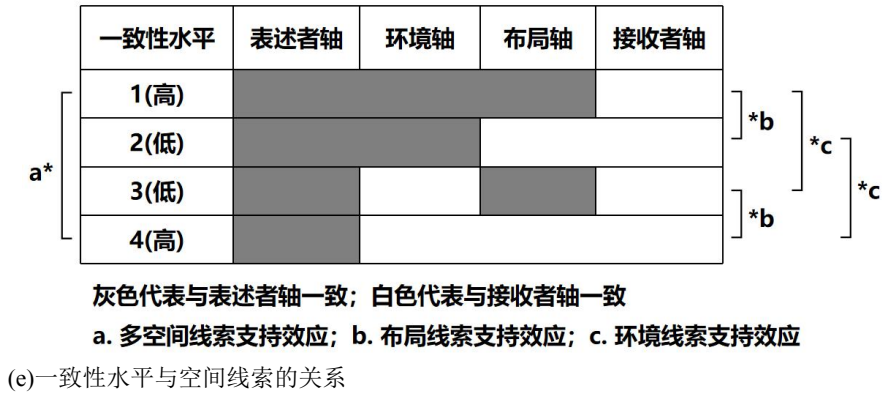 一致性水平 表述者轴 环境轴 布局轴 接收者轴
1(高)
*b
2(低)
*c
a*
3(低)
*c
*b
4(高)
灰色代表与表述者轴一致；白色代表与接收者轴一致
a. 多空间线索支持效应；b. 布局线索支持效应；c. 环境线索支持效应
(e)一致性水平与空间线索的关系